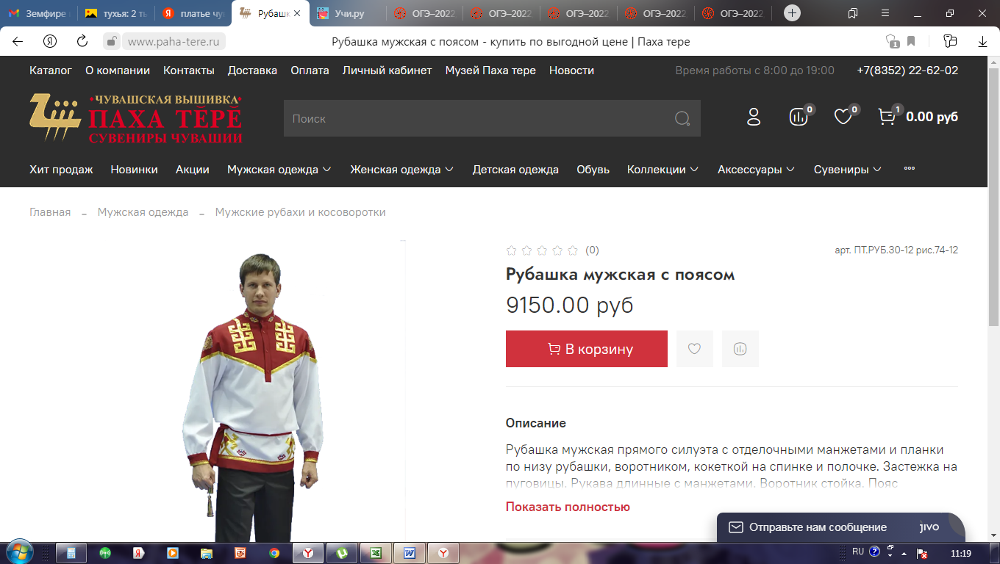 Земфире
тухья: 2 ты
платье чу
Рубашк
Учи.ру
ОГЭ–2022
ОГЭ–2022
ОГЭ–2022
ОГЭ–2022
ОГЭ–2022
www.paha-tere.ru
Рубашка мужская с поясом - купить по выгодной цене | Паха тере
1
Каталог О компании Контакты Доставка Оплата Личный кабинет Музей Паха тере Новости
Время работы с 8:00 до 19:00
+7(8352) 22-62-02
•ЧУВАШСКАЯ ВЫШИВКА•
ПАХА ТĔРĔ
СУВЕНИРЫ ЧУВАШИИ
Поиск
0
0
1
0.00 руб
Хит продаж Новинки Акции Мужская одежда Женская одежда Детская одежда Обувь Коллекции Аксессуары Сувениры
Главная - Мужская одежда - Мужские рубахи и косоворотки
(0)
арт. ПТ.РУБ.30-12 рис.74-12
Рубашка мужская с поясом
9150.00 руб
В корзину
Описание
Рубашка мужская прямого силуэта с отделочными манжетами и планки
по низу рубашки, воротником, кокеткой на спинке и полочке. Застежка на
пуговицы. Рукава длинные с манжетами. Воротник стойка. Пояс
Показать полностью
Отправьте нам сообщение
jivo
RU
11:19